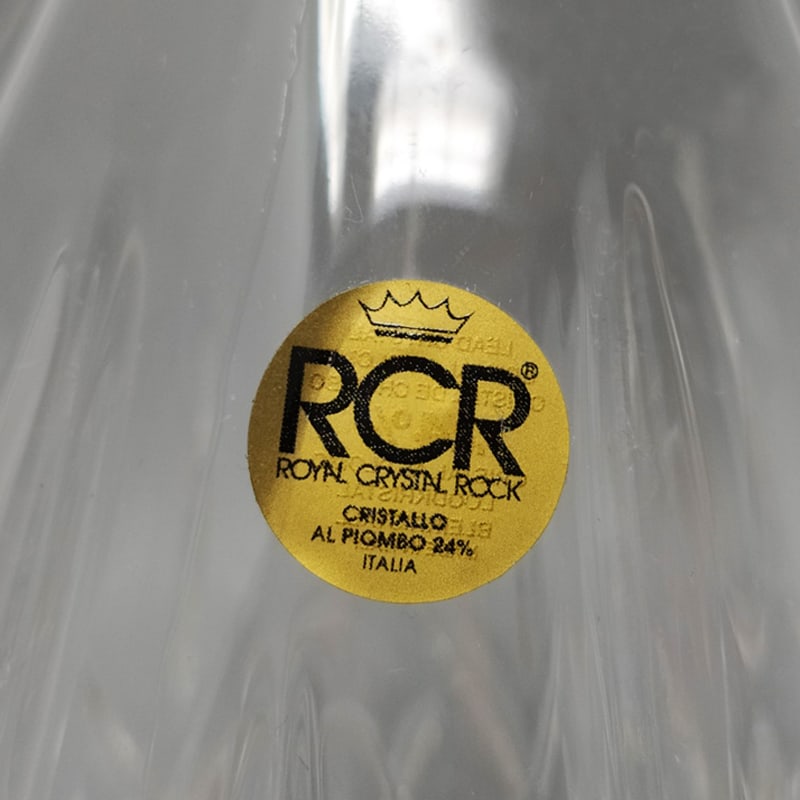 RCR®
ROYAL CRYSTAL ROCK
CRISTALLO
AL PIOMBO 24%
ITALIA